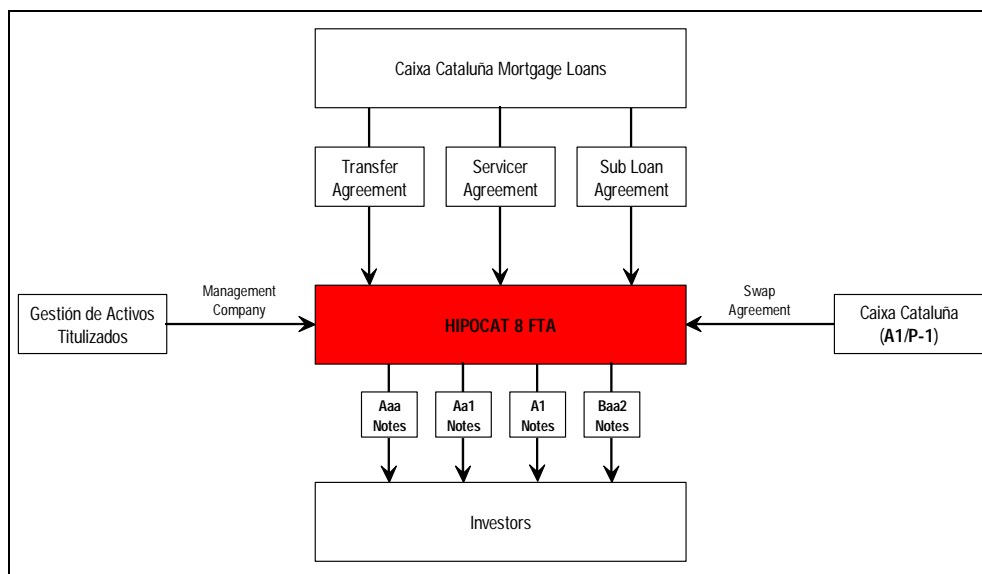 Caixa Cataluña Mortgage Loans
Transfer
Agreement
Servicer
Agreement
Sub Loan
Agreement
Gestión de Activos
Titulizados
Management
Company
HIPOCAT 8 FTA
Swap
Agreement
Caixa Cataluña
(A1/P-1)
Aaa
Notes
Aa1
Notes
A1
Notes
Baa2
Notes
Investors